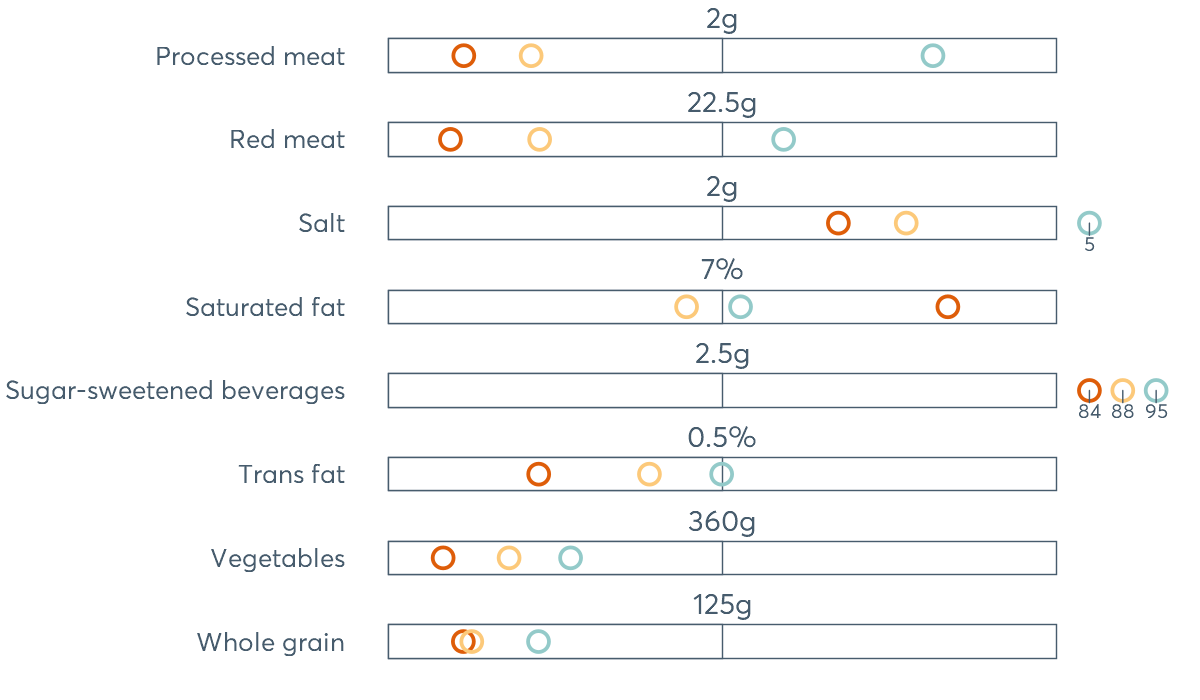 2g
Processed meat
22.5g
Red meat
2g
Salt
5
7%
Saturated fat
2.5g
Sugar-sweetened beverages
84 88 95
0.5%
Trans fat
360g
Vegetables
125g
Whole grain